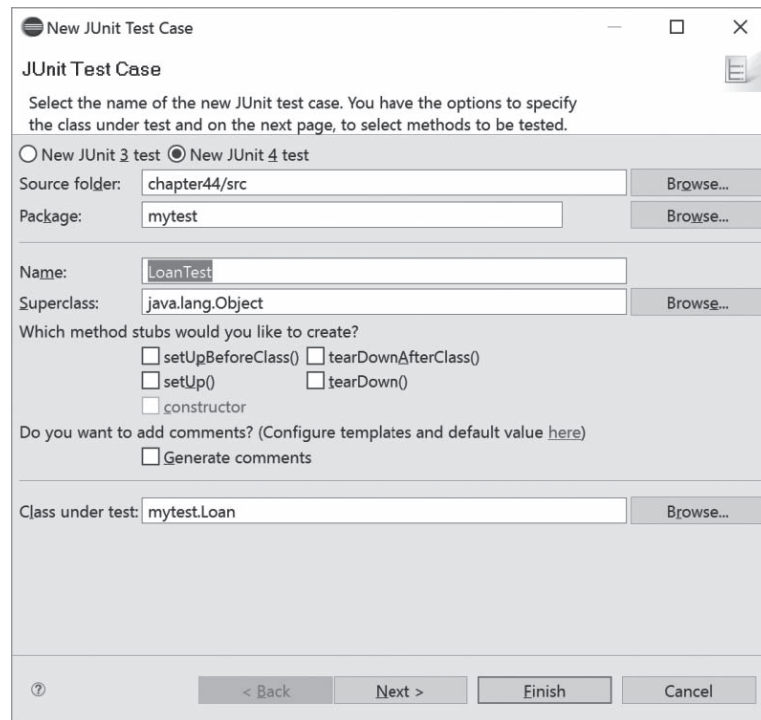 New JUnit Test Case
JUnit Test Case
Select the name of the new JUnit test case. You have the options to specify
the class under test and on the next page, to select methods to be tested.
New JUnit 3 test New JUnit 4 test
Source folder: chapter44/src Browse...
Package: mytest Browse...
Name: LoanTest
Superclass: java.lang.Object Browse...
Which method stubs would you like to create?
setUpBeforeClass() tearDownAfterClass()
setUp() tearDown()
constructor
Do you want to add comments? (Configure templates and default value here)
Generate comments
Class under test: mytest.Loan Browse...
? < Back Next > Finish Cancel